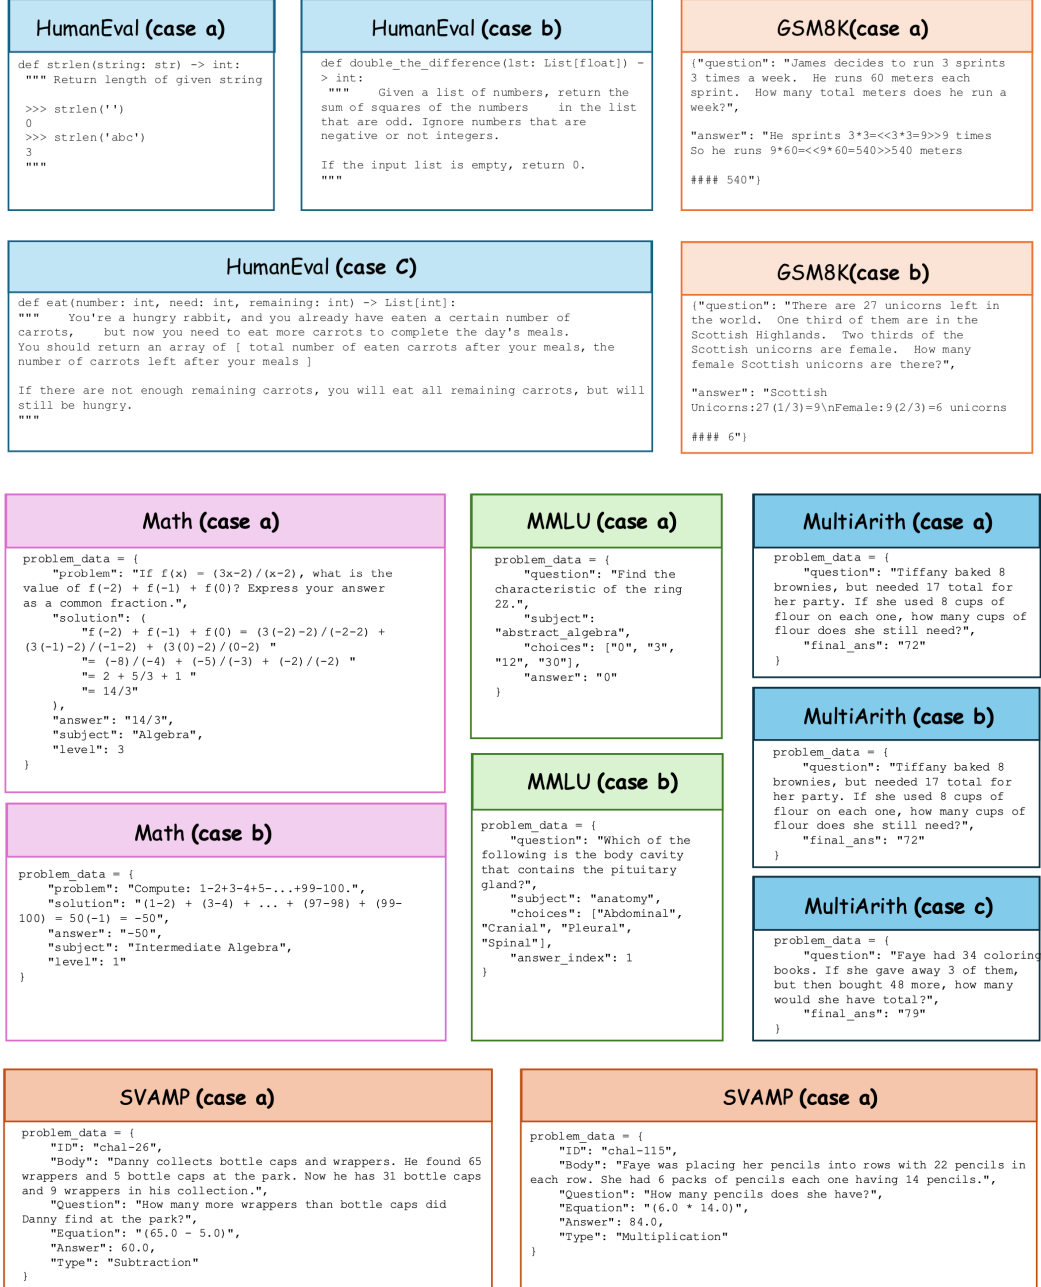 HumanEval (case a)
def strlen(string: str) -> int:
""" Return length of given string
>>> strlen('')
0
>>> strlen('abc')
3
"""
HumanEval (case b)
def double_the_difference(lst: List[float]) -
> int:
"""    Given a list of numbers, return the
sum of squares of the numbers    in the list
that are odd. Ignore numbers that are
negative or not integers.
If the input list is empty, return 0.
"""
GSM8K(case a)
{"question": "James decides to run 3 sprints
3 times a week.  He runs 60 meters each
sprint.  How many total meters does he run a
week?",
"answer": "He sprints 3*3=<<3*3=9>>9 times
So he runs 9*60=<<9*60=540>>540 meters
#### 540"}
HumanEval (case C)
def eat(number: int, need: int, remaining: int) -> List[int]:
"""    You're a hungry rabbit, and you already have eaten a certain number of
carrots,    but now you need to eat more carrots to complete the day's meals.
You should return an array of [ total number of eaten carrots after your meals, the
number of carrots left after your meals ]
If there are not enough remaining carrots, you will eat all remaining carrots, but will
still be hungry.
"""
GSM8K(case b)
{"question": "There are 27 unicorns left in
the world.  One third of them are in the
Scottish Highlands.  Two thirds of the
Scottish unicorns are female.  How many
female Scottish unicorns are there?",
"answer": "Scottish
Unicorns:27(1/3)=9\nFemale:9(2/3)=6 unicorns
#### 6"}
Math (case a)
problem_data = {
"problem": "If f(x) = (3x-2)/(x-2), what is the
value of f(-2) + f(-1) + f(0)? Express your answer
as a common fraction.",
"solution": (
"f(-2) + f(-1) + f(0) = (3(-2)-2)/(-2-2) +
(3(-1)-2)/(-1-2) + (3(0)-2)/(0-2) "
"= (-8)/(-4) + (-5)/(-3) + (-2)/(-2) "
"= 2 + 5/3 + 1 "
"= 14/3"
),
"answer": "14/3",
"subject": "Algebra",
"level": 3
}
Math (case b)
problem_data = {
"problem": "Compute: 1-2+3-4+5-...+99-100.",
"solution": "(1-2) + (3-4) + ... + (97-98) + (99-
100) = 50(-1) = -50",
"answer": "-50",
"subject": "Intermediate Algebra",
"level": 1"
}
MMLU (case a)
problem_data = {
"question": "Find the
characteristic of the ring
2Z.",
"subject":
"abstract_algebra",
"choices": ["0", "3",
"12", "30"],
"answer": "0"
}
MMLU (case b)
problem_data = {
"question": "Which of the
following is the body cavity
that contains the pituitary
gland?",
"subject": "anatomy",
"choices": ["Abdominal",
"Cranial", "Pleural",
"Spinal"],
"answer_index": 1
}
MultiArith (case a)
problem_data = {
"question": "Tiffany baked 8
brownies, but needed 17 total for
her party. If she used 8 cups of
flour on each one, how many cups of
flour does she still need?",
"final_ans": "72"
}
MultiArith (case b)
problem_data = {
"question": "Tiffany baked 8
brownies, but needed 17 total for
her party. If she used 8 cups of
flour on each one, how many cups of
flour does she still need?",
"final_ans": "72"
}
MultiArith (case c)
problem_data = {
"question": "Faye had 34 coloring
books. If she gave away 3 of them,
but then bought 48 more, how many
would she have total?",
"final_ans": "79"
}
SVAMP (case a)
problem_data = {
"ID": "chal-26",
"Body": "Danny collects bottle caps and wrappers. He found 65
wrappers and 5 bottle caps at the park. Now he has 31 bottle caps
and 9 wrappers in his collection.",
"Question": "How many more wrappers than bottle caps did
Danny find at the park?",
"Equation": "(65.0 - 5.0)",
"Answer": 60.0,
"Type": "Subtraction"
}
SVAMP (case a)
problem_data = {
"ID": "chal-115",
"Body": "Faye was placing her pencils into rows with 22 pencils in
each row. She had 6 packs of pencils each one having 14 pencils.",
"Question": "How many pencils does she have?",
"Equation": "(6.0 * 14.0)",
"Answer": 84.0,
"Type": "Multiplication"
}